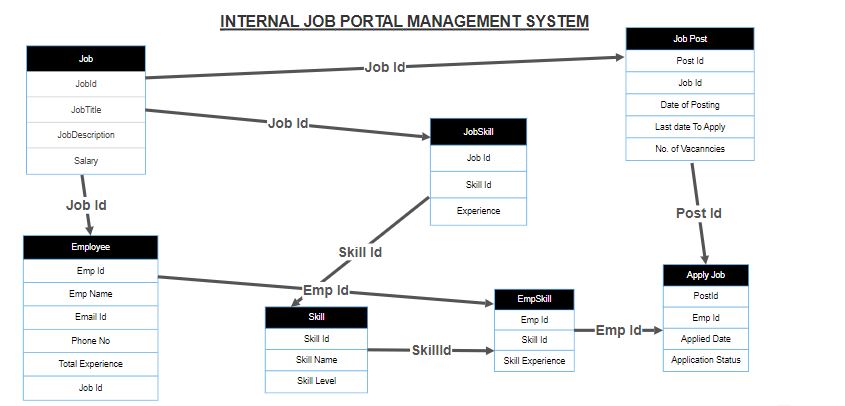 INTERNAL JOB PORTAL MANAGEMENT SYSTEM
Job
JobId
JobTitle
JobDescription
Salary
Job Id
Job Post
Post Id
Job Id
Date of Posting
Last date To Apply
No. of Vacanncies
Job Id
JobSkill
Job Id
Skill Id
Experience
Job Id
Post Id
Employee
Emp Id
Emp Name
Email Id
Phone No
Total Experience
Job Id
Skill Id
Emp Id
Skill
Skill Id
Skill Name
Skill Level
SkillId
EmpSkill
Emp Id
Skill Id
Skill Experience
Emp Id
Apply Job
PostId
Emp Id
Applied Date
Application Status